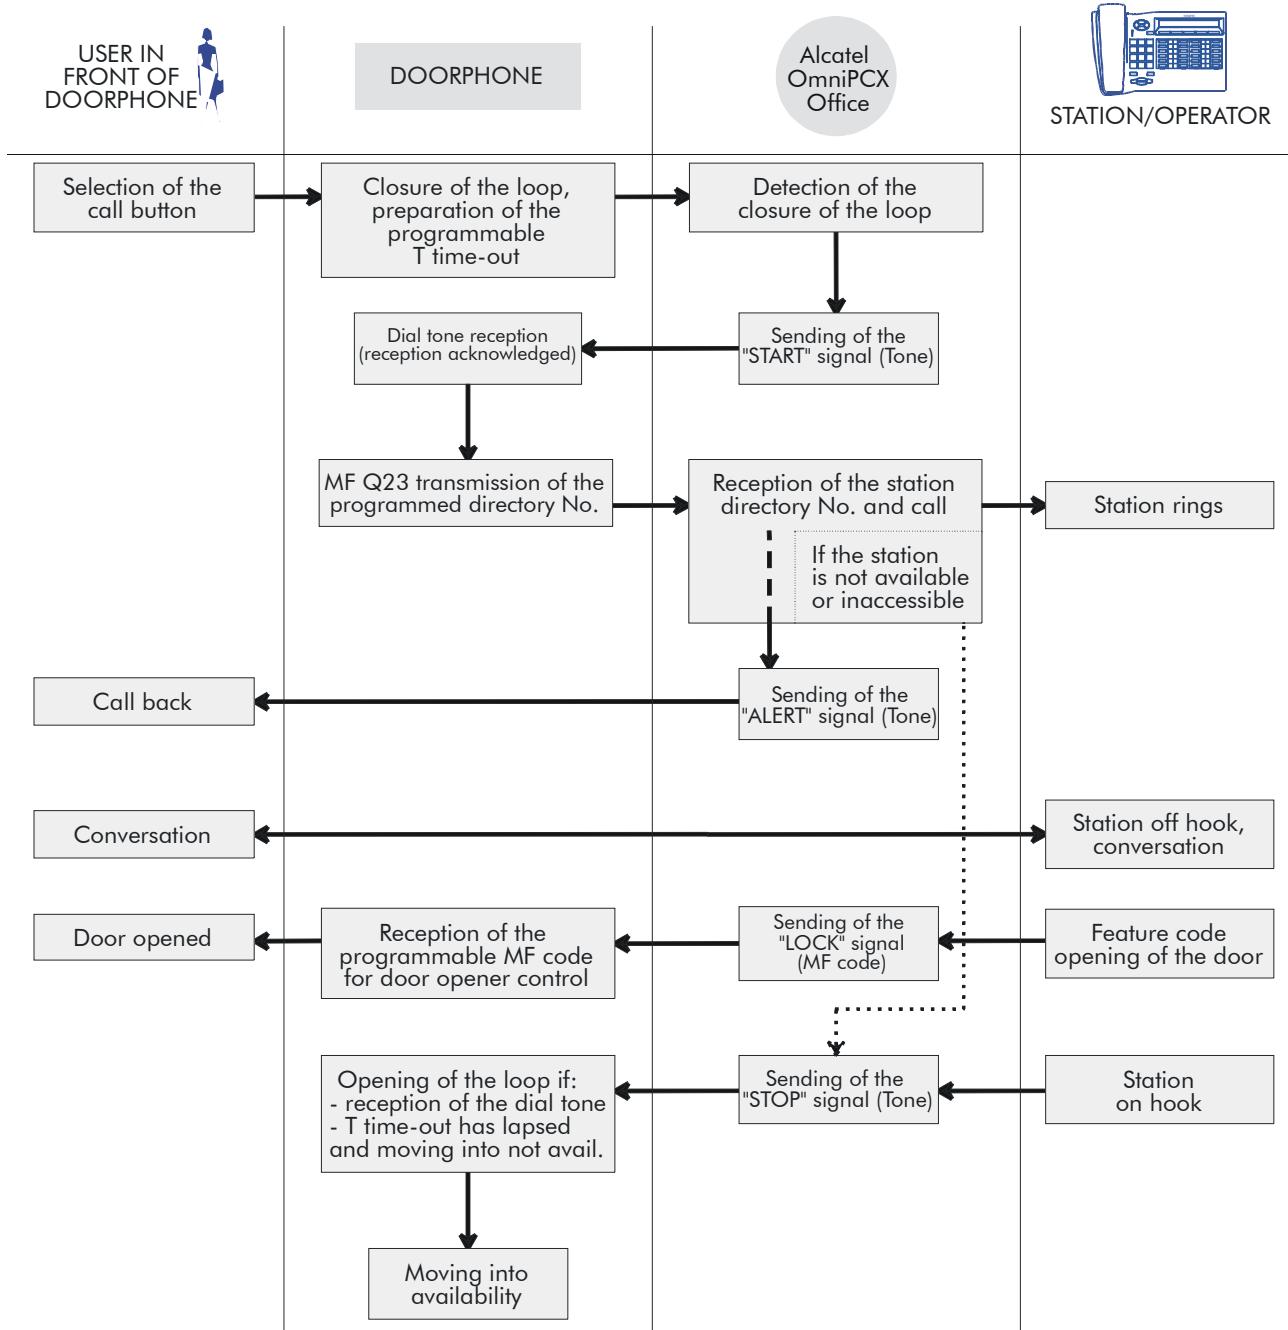 USER IN
FRONT OF
DOORPHONE
DOORPHONE
Alcatel
OmniPCX
Office
STATION/OPERATOR
Selection of the
call button
Closure of the loop,
preparation of the
programmable
T time-out
Detection of the
closure of the loop
Dial tone reception
(reception acknowledged)
Sending of the
"START" signal (Tone)
MF Q23 transmission of the
programmed directory No.
Reception of the station
directory No. and call
If the station
is not available
or inaccessible
Station rings
Call back
Sending of the
"ALERT" signal (Tone)
Conversation
Station off hook,
conversation
Door opened
Reception of the
programmable MF code
for door opener control
Sending of the
"LOCK" signal
(MF code)
Feature code
opening of the door
Opening of the loop if:
- reception of the dial tone
- T time-out has lapsed
and moving into not avail.
Sending of the
"STOP" signal (Tone)
Station
on hook
Moving into
availability